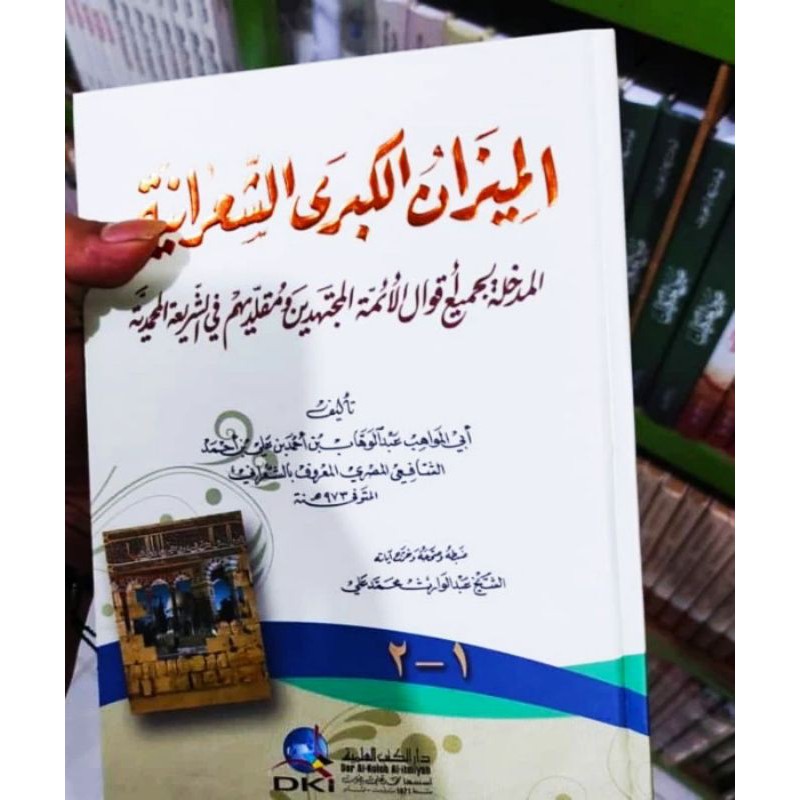 الميزان الكبرى الشعرانية
المدخلة لجميع أقوال الأئمة المجتهدين ومقلديهم في الشريعة المحمدية
تأليف
أبي المواهب عبد الوهاب بن أحمد بن علي بن أحمد
الشافعي المصري المعروف بالشعراني
المتوفى ٩٧٣ هـ سنة
ضبطه وصححه وخرج آياته
الشيخ عبد الوارث محمد علي
١ - ٢
دار الكتب العلمية
Dar Al-Kotob Al-ilmiyah
DKi